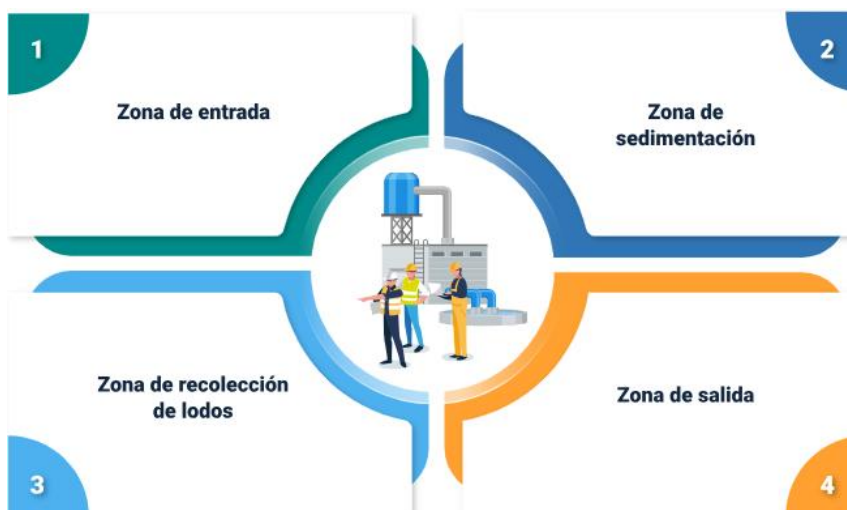 1
Zona de entrada
2
Zona de
sedimentación
3
Zona de recolección
de lodos
4
Zona de salida